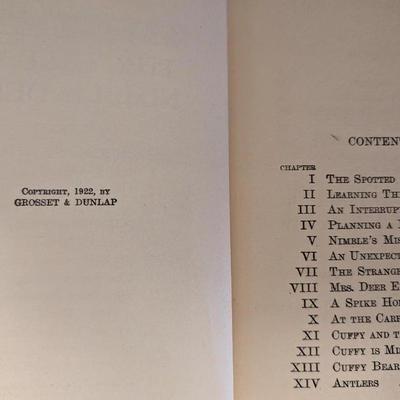 Copyright, 1922, by
GROSSET & DUNLAP
CONTEN
CHAPTER
I The Spotted
II Learning Th
III An Interrup
IV Planning a
V Nimble's Mis
VI An Unexpect
VII The Strange
VIII Mrs. Deer E
IX A Spike Ho
X At the Car
XI Cuffy and t
XII Cuffy is Mi
XIII Cuffy Bear
XIV Antlers